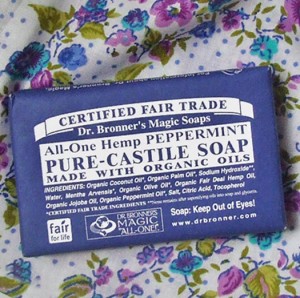 CERTIFIED FAIR TRADE
Dr. Bronner's Magic Soaps
All-One Hemp PEPPERMINT
PURE-CASTILE SOAP
MADE WITH ORGANIC OILS
INGREDIENTS: Organic Coconut Oil*, Organic Palm Oil*, Sodium Hydroxide**,
Water, Mentha Arvensis*, Organic Olive Oil*, Organic Fair Deal Hemp Oil,
Organic Jojoba Oil, Organic Peppermint Oil*, Salt, Citric Acid, Tocopherol
*CERTIFIED FAIR TRADE INGREDIENTS
fair
for life
DR. BRONNER'S
MAGIC
"ALL-ONE!"
Soap: Keep Out of Eyes!
www.drbronner.com